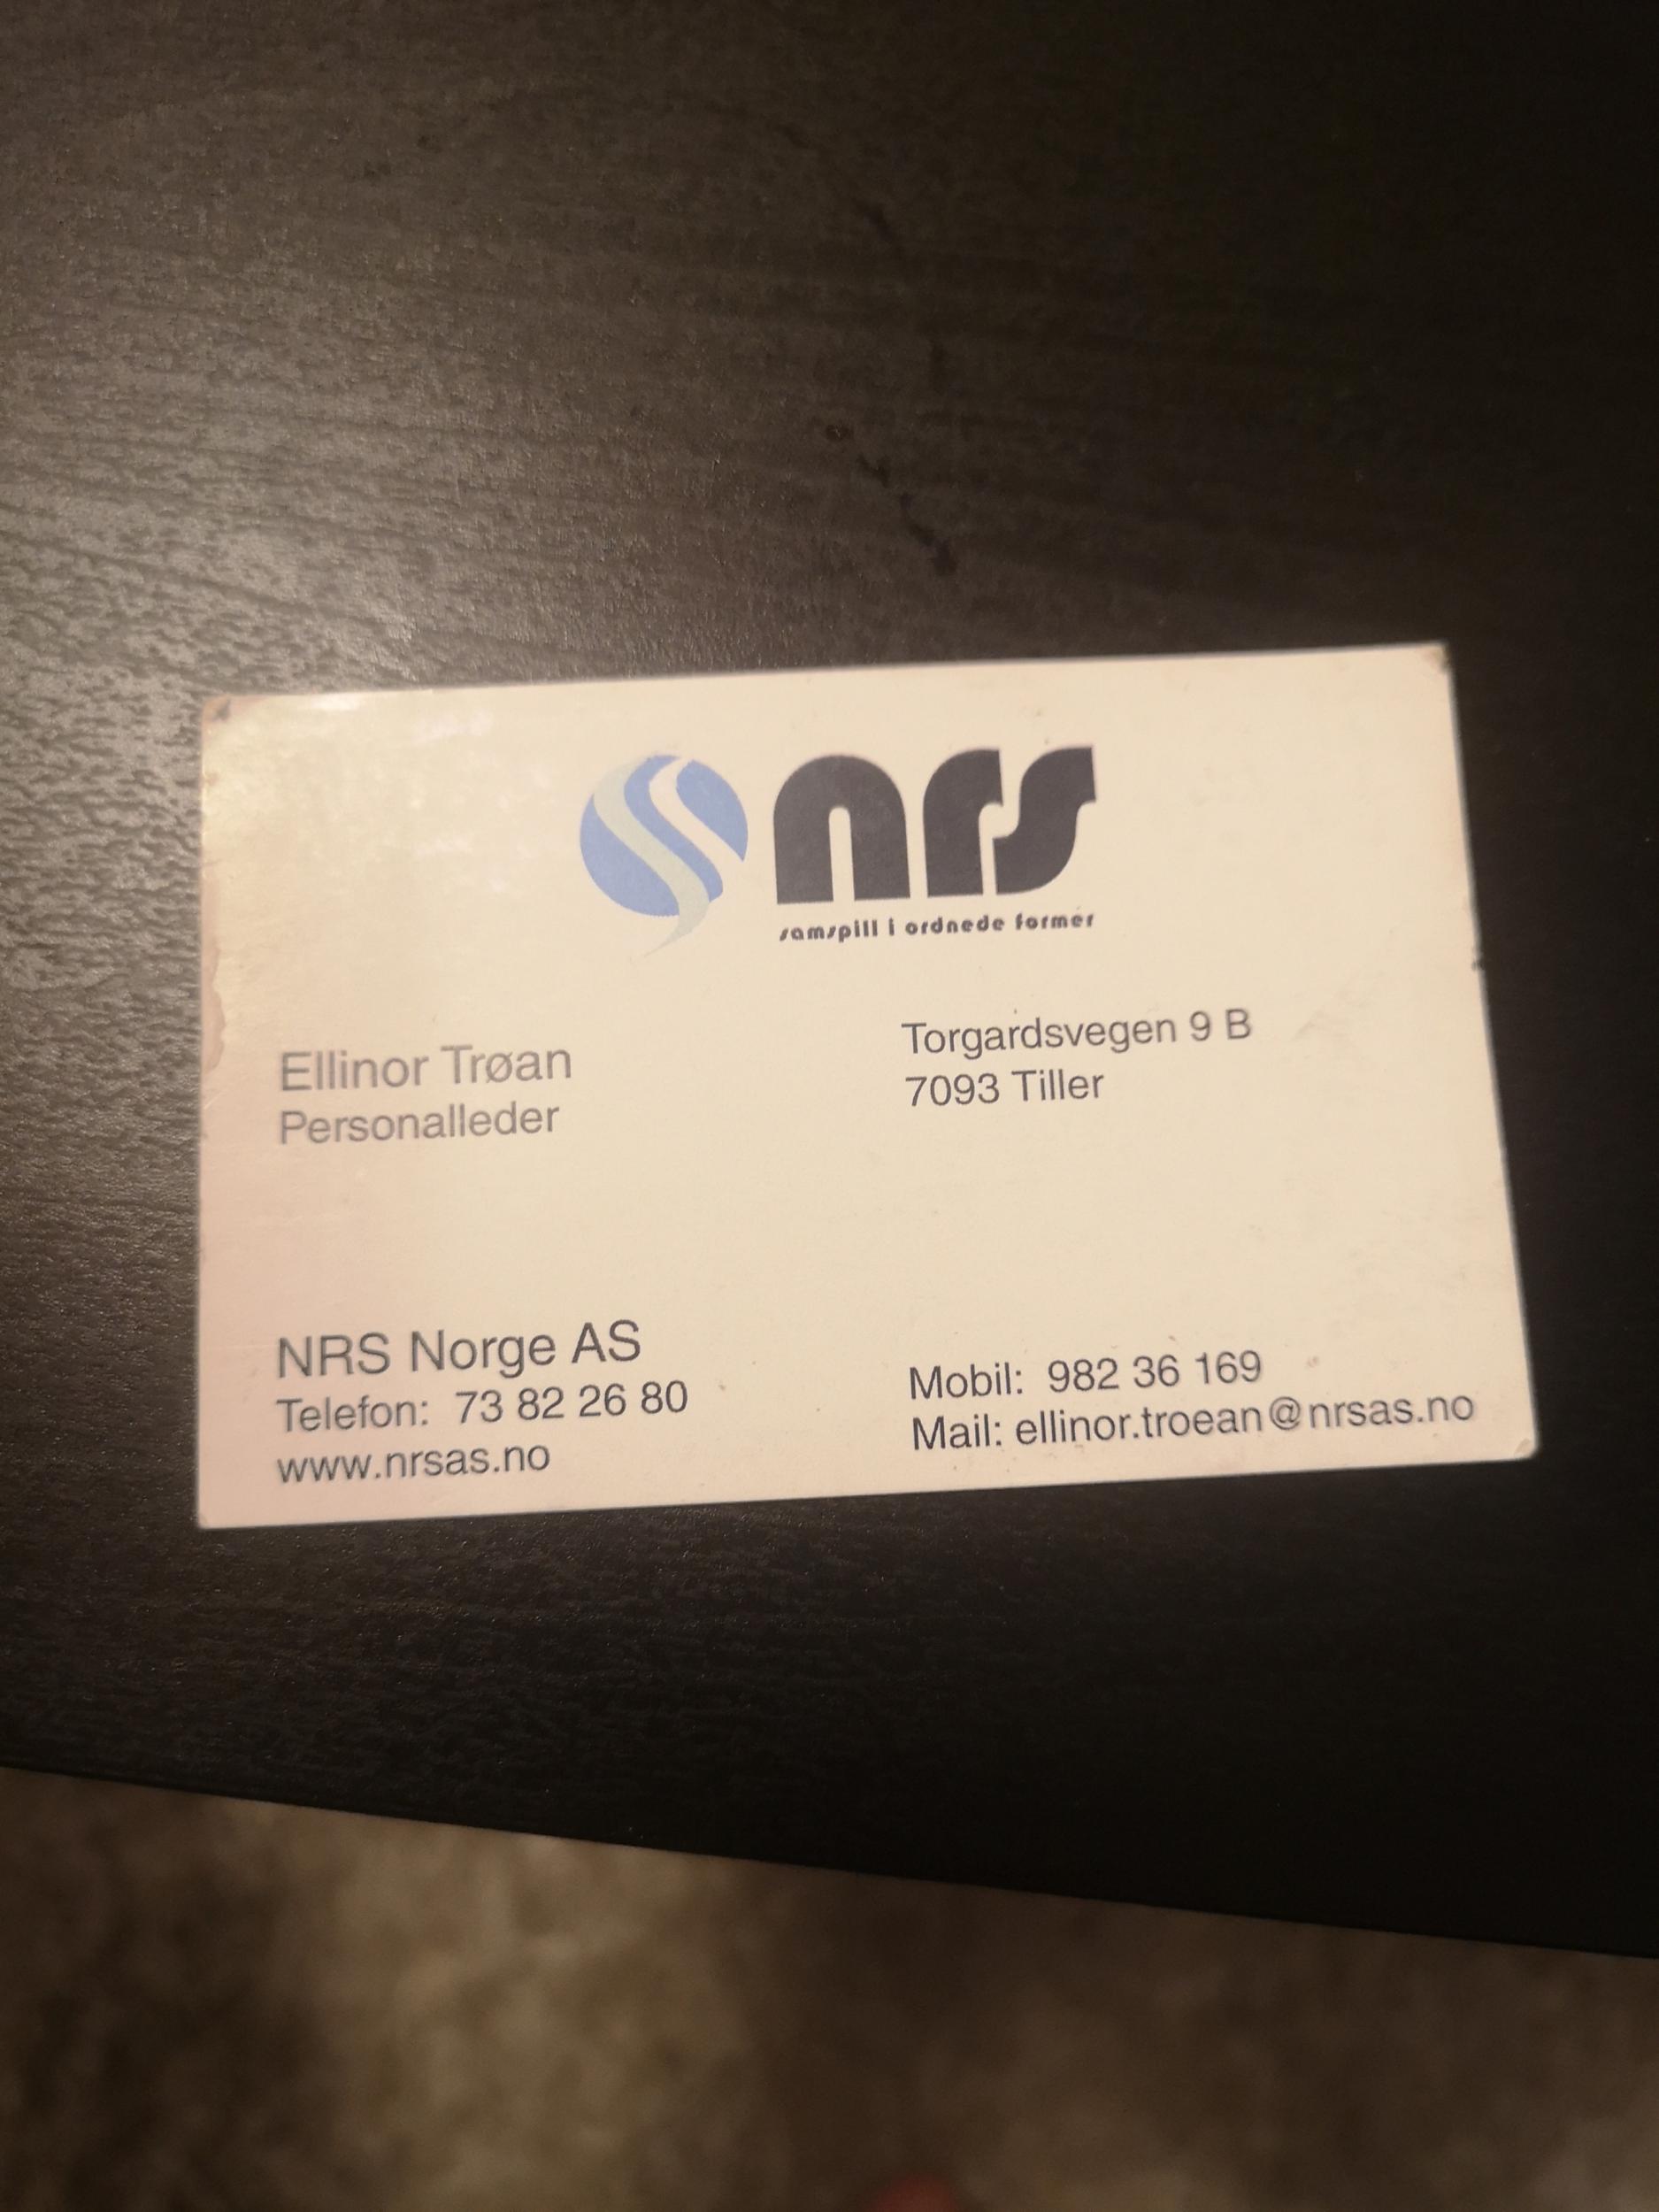 nrs
samspill i ordnede former
Ellinor Trøan
Personalleder
Torgardsvegen 9 B
7093 Tiller
NRS Norge AS
Telefon: 73 82 26 80
www.nrsas.no
Mobil: 982 36 169
Mail: ellinor.troean@nrsas.no